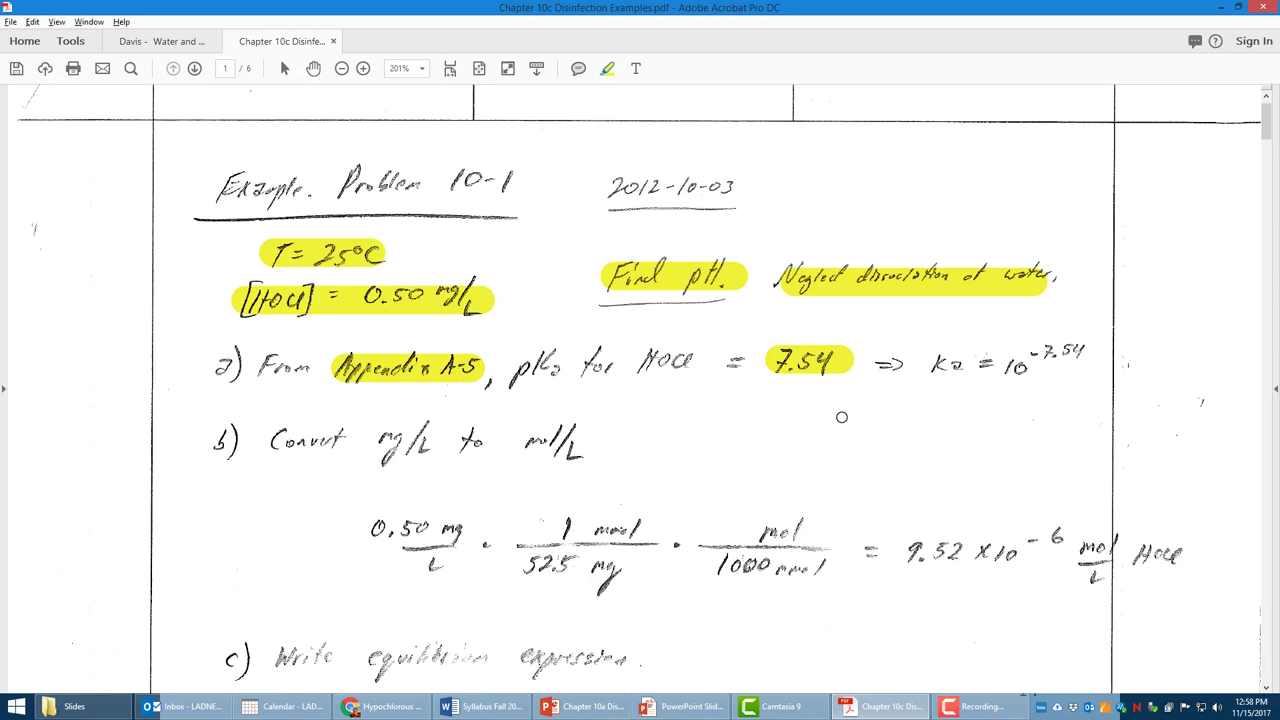 Chapter 10c Disinfection Examples.pdf - Adobe Acrobat Pro DC
File Edit View Window Help
Home Tools Davis - Water and ... Chapter 10c Disinfe... × Sign In
1 / 6 201%
Example. Problem 10-1 2012-10-03
T = 25°C
Find pH. Neglect dissociation of water.
[HOCl] = 0.50 mg/L
a) From Appendix A-5, pKa for HOCl = 7.54 ⇒ Ka = 10^-7.54
b) Convert mg/L to mol/L
0.50 mg/L · 1 mmol/52.5 mg · mol/1000 mmol = 9.52 × 10^-6 mol/L HOCl
c) Write equilibrium expression.
Slides Inbox - LADNE... Calendar - LAD... Hypochlorous ... Syllabus Fall 20... Chapter 10a Dis... PowerPoint Slid... Camtasia 9 Chapter 10c Dis... Recording... 12:58 PM
11/15/2017